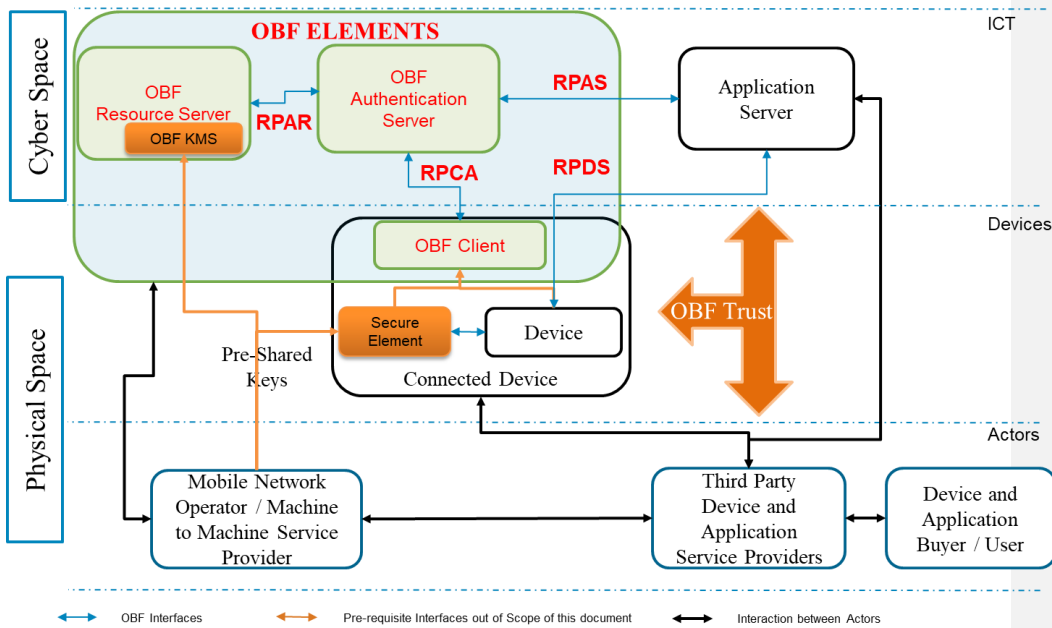 OBF ELEMENTS
ICT
Cyber Space
OBF
Resource Server
OBF KMS
RPAR
OBF
Authentication
Server
RPAS
Application
Server
RPCA
RPDS
Devices
OBF Client
OBF Trust
Secure
Element
Device
Pre-Shared
Keys
Connected Device
Physical Space
Actors
Mobile Network
Operator / Machine
to Machine Service
Provider
Third Party
Device and
Application
Service Providers
Device and
Application
Buyer / User
OBF Interfaces
Pre-requisite Interfaces out of Scope of this document
Interaction between Actors